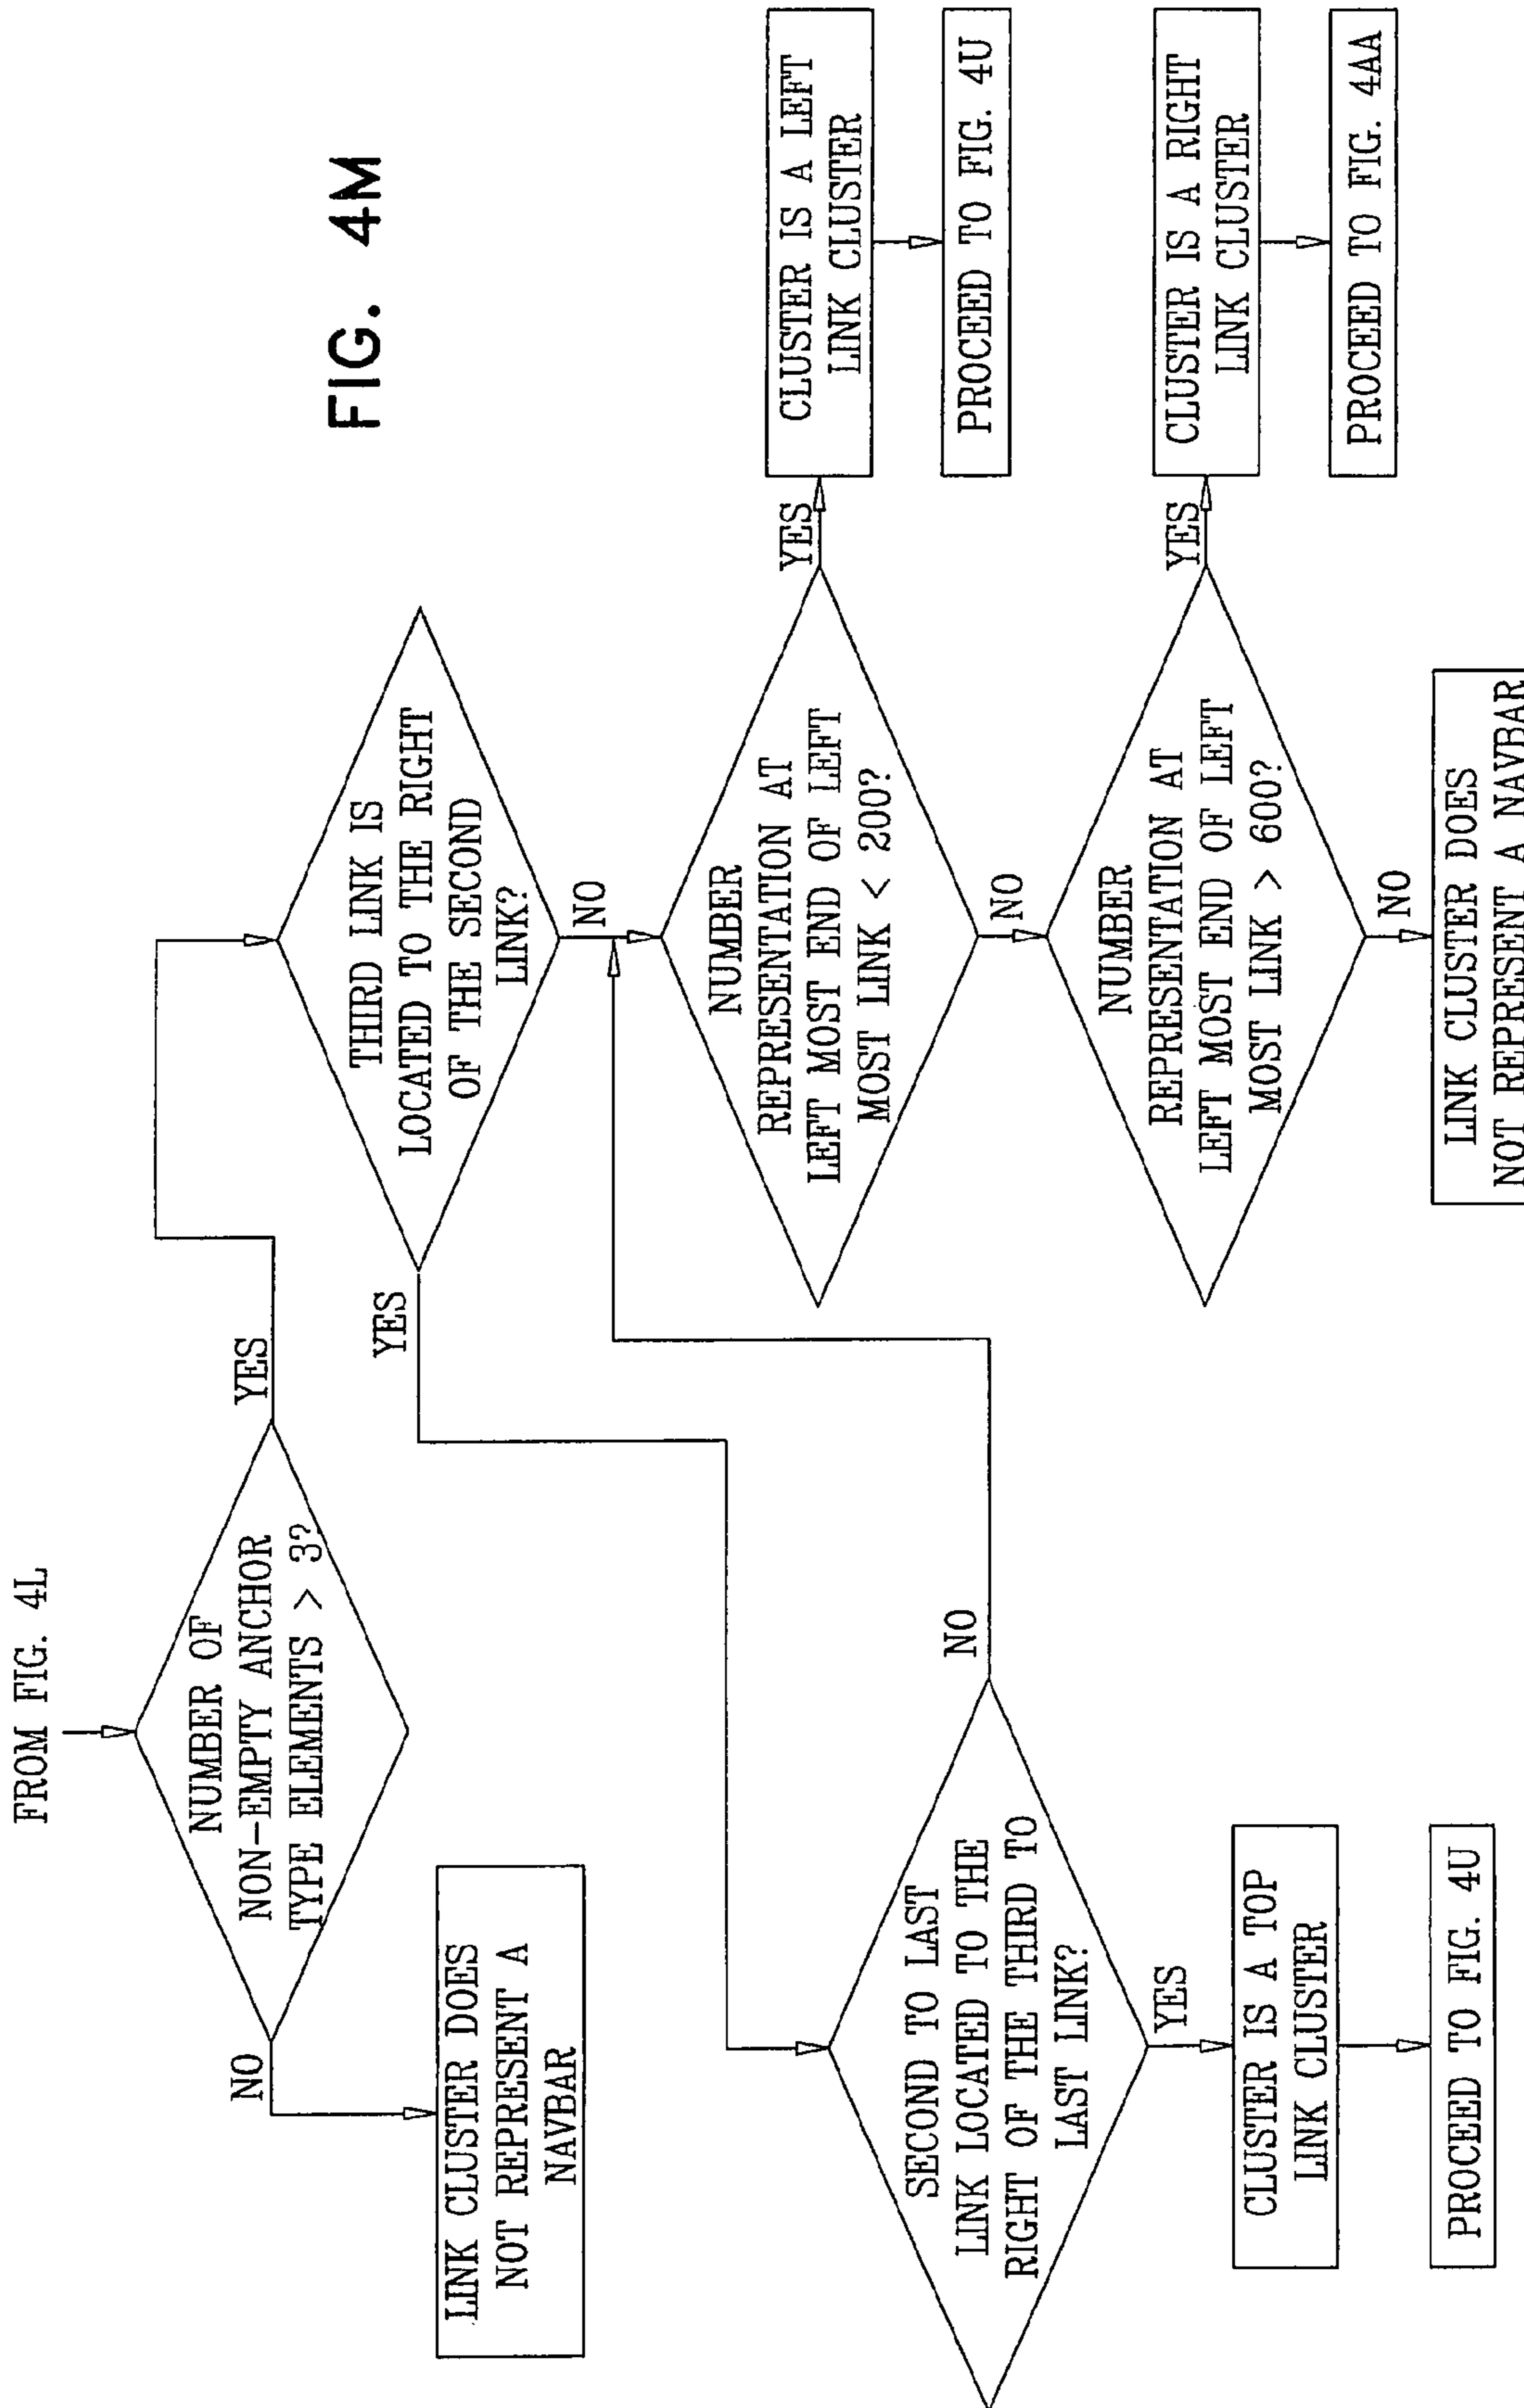 FIG. 4M
FROM FIG. 4L
NUMBER OF
NON-EMPTY ANCHOR
TYPE ELEMENTS > 3?
NO
YES
LINK CLUSTER DOES
NOT REPRESENT A
NAVBAR
THIRD LINK IS
LOCATED TO THE RIGHT
OF THE SECOND
LINK?
YES
NO
SECOND TO LAST
LINK LOCATED TO THE
RIGHT OF THE THIRD TO
LAST LINK?
NO
YES
CLUSTER IS A TOP
LINK CLUSTER
PROCEED TO FIG. 4U
NUMBER
REPRESENTATION AT
LEFT MOST END OF LEFT
MOST LINK < 200?
YES
NO
CLUSTER IS A LEFT
LINK CLUSTER
PROCEED TO FIG. 4U
NUMBER
REPRESENTATION AT
LEFT MOST END OF LEFT
MOST LINK > 600?
YES
NO
CLUSTER IS A RIGHT
LINK CLUSTER
PROCEED TO FIG. 4AA
LINK CLUSTER DOES
NOT REPRESENT A NAVBAR